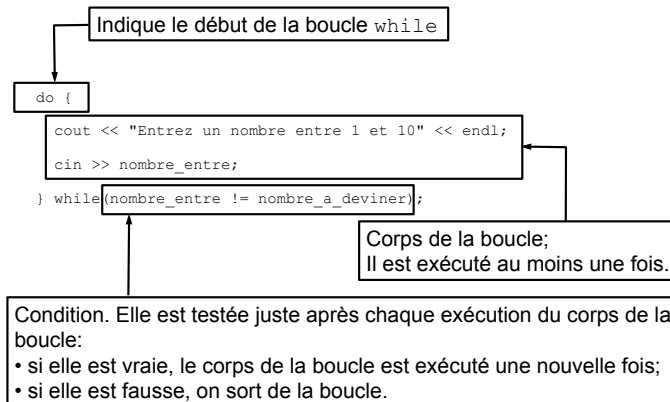 Indique le début de la boucle while
do {
cout << "Entrez un nombre entre 1 et 10" << endl;
cin >> nombre_entre;
} while(nombre_entre != nombre_a_deviner);
Corps de la boucle;
Il est exécuté au moins une fois.
Condition. Elle est testée juste après chaque exécution du corps de la
boucle:
• si elle est vraie, le corps de la boucle est exécuté une nouvelle fois;
• si elle est fausse, on sort de la boucle.